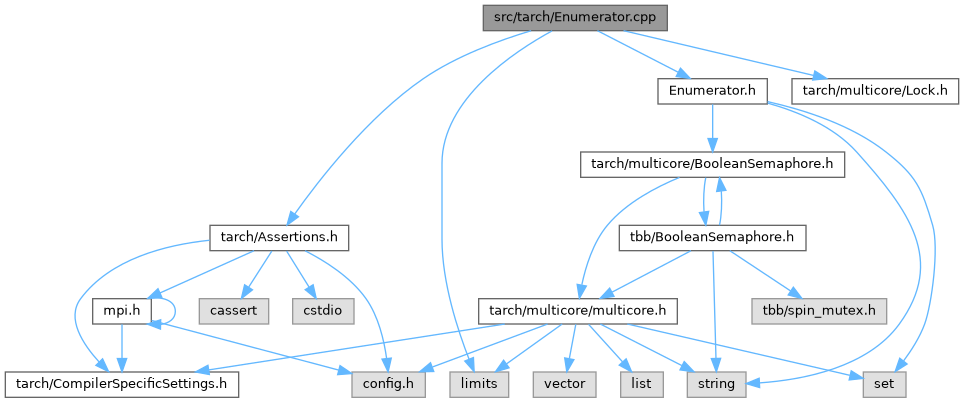 src/tarch/Enumerator.cpp
Enumerator.h
tarch/multicore/Lock.h
tarch/multicore/BooleanSemaphore.h
tarch/Assertions.h
tbb/BooleanSemaphore.h
mpi.h
cassert
cstdio
tarch/multicore/multicore.h
tbb/spin_mutex.h
tarch/CompilerSpecificSettings.h
config.h
limits
vector
list
string
set